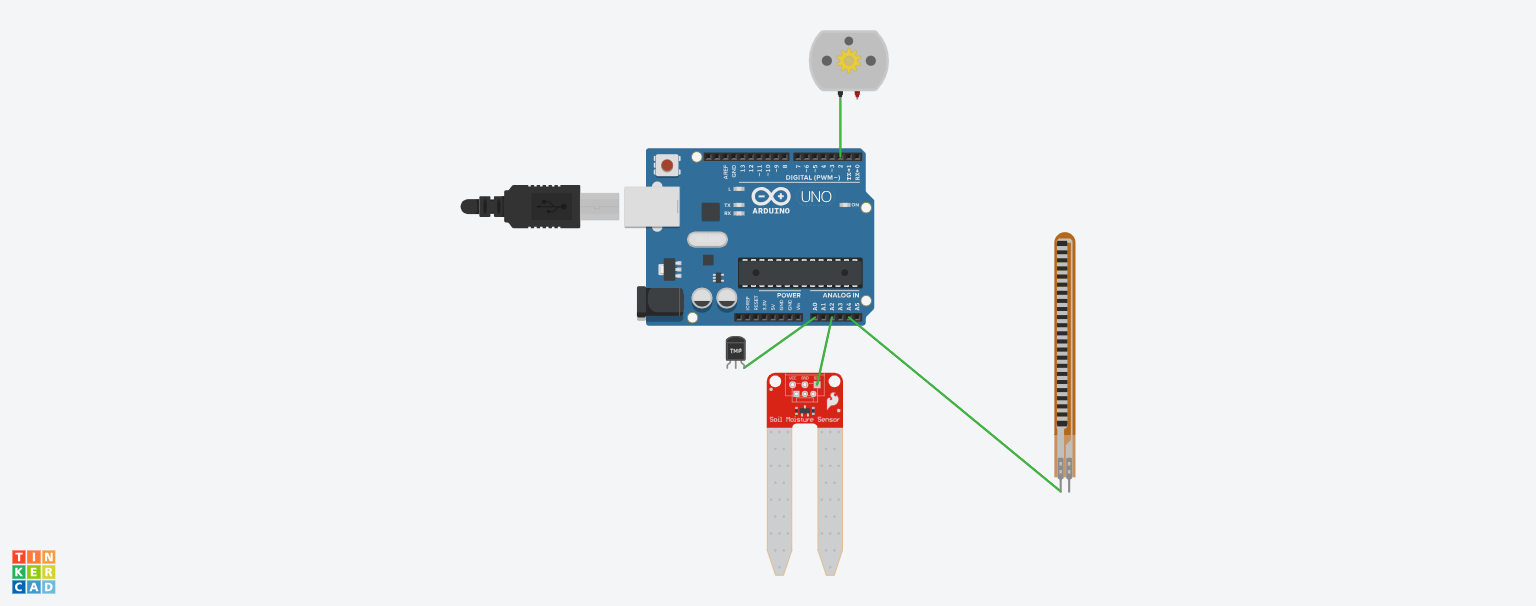 AREF
GND
13
12
~11
~10
~9
8
7
~6
~5
4
~3
2
TX→1
RX←0
DIGITAL (PWM~)
L
TX
RX
UNO
ARDUINO
ON
POWER
ANALOG IN
IOREF
RESET
3.3V
5V
GND
GND
Vin
A0
A1
A2
A3
A4
A5
TMP
VCC GND
Soil Moisture Sensor
TIN
KER
CAD